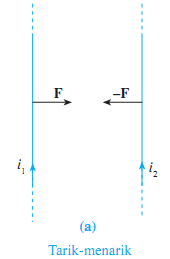 F –F
i₁ i₂
(a)
Tarik-menarik